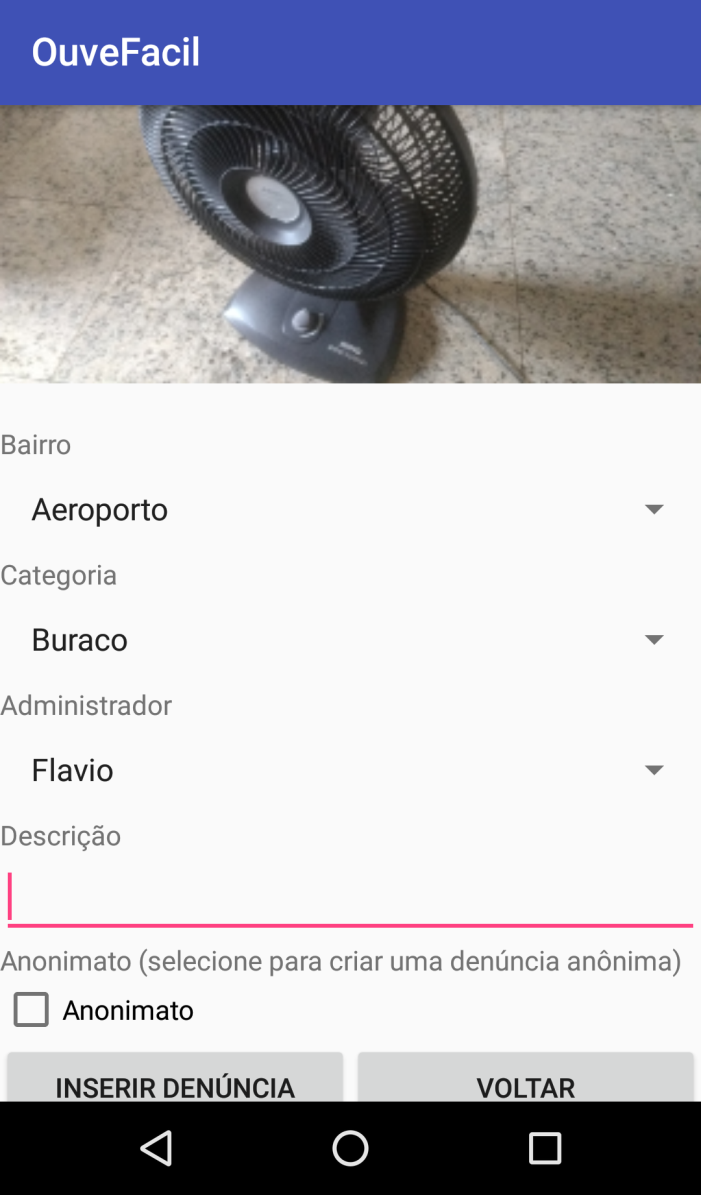 OuveFacil
Bairro
Aeroporto
Categoria
Buraco
Administrador
Flavio
Descrição
Anonimato (selecione para criar uma denúncia anônima)
Anonimato
INSERIR DENÚNCIA
VOLTAR